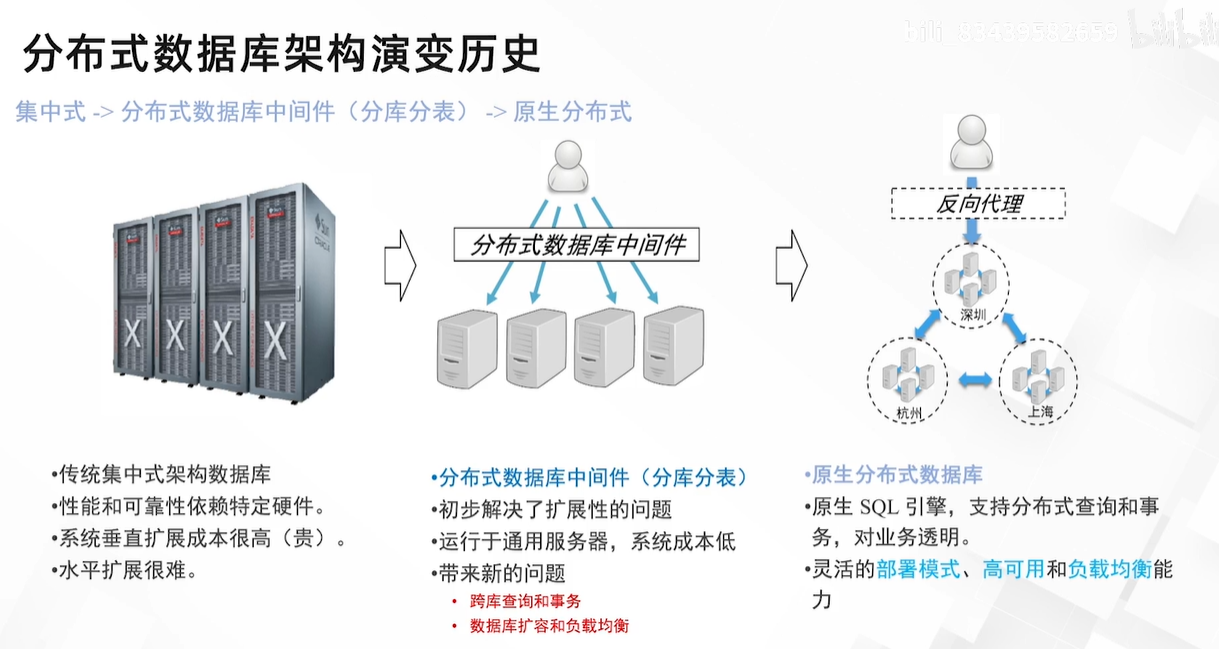 分布式数据库架构演变历史
集中式 -> 分布式数据库中间件（分库分表） -> 原生分布式
分布式数据库中间件
反向代理
深圳
杭州
上海
•传统集中式架构数据库
•性能和可靠性依赖特定硬件。
•系统垂直扩展成本很高（贵）。
•水平扩展很难。
•分布式数据库中间件（分库分表）
•初步解决了扩展性的问题
•运行于通用服务器，系统成本低
•带来新的问题
• 跨库查询和事务
• 数据库扩容和负载均衡
•原生分布式数据库
•原生 SQL 引擎，支持分布式查询和事
务，对业务透明。
•灵活的部署模式、高可用和负载均衡能
力